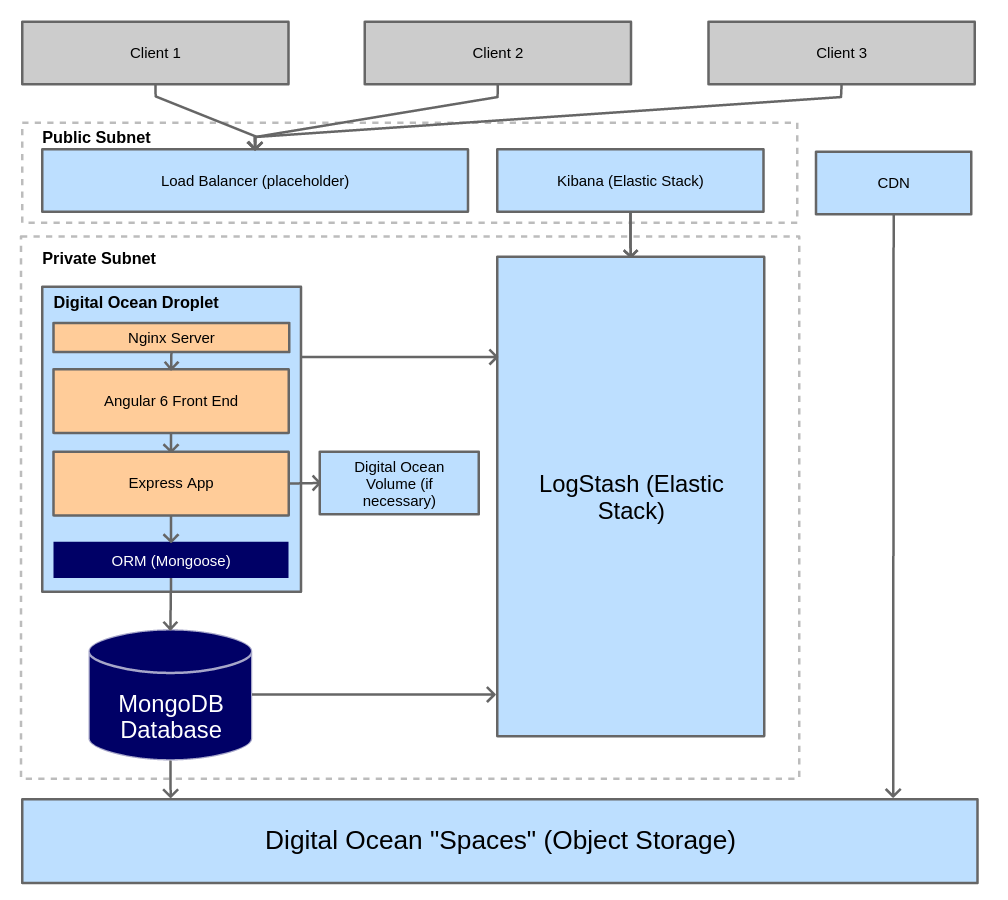 Client 1
Client 2
Client 3
Public Subnet
Load Balancer (placeholder)
Kibana (Elastic Stack)
CDN
Private Subnet
Digital Ocean Droplet
Nginx Server
Angular 6 Front End
Express App
Digital Ocean
Volume (if
necessary)
LogStash (Elastic
Stack)
ORM (Mongoose)
MongoDB
Database
Digital Ocean "Spaces" (Object Storage)